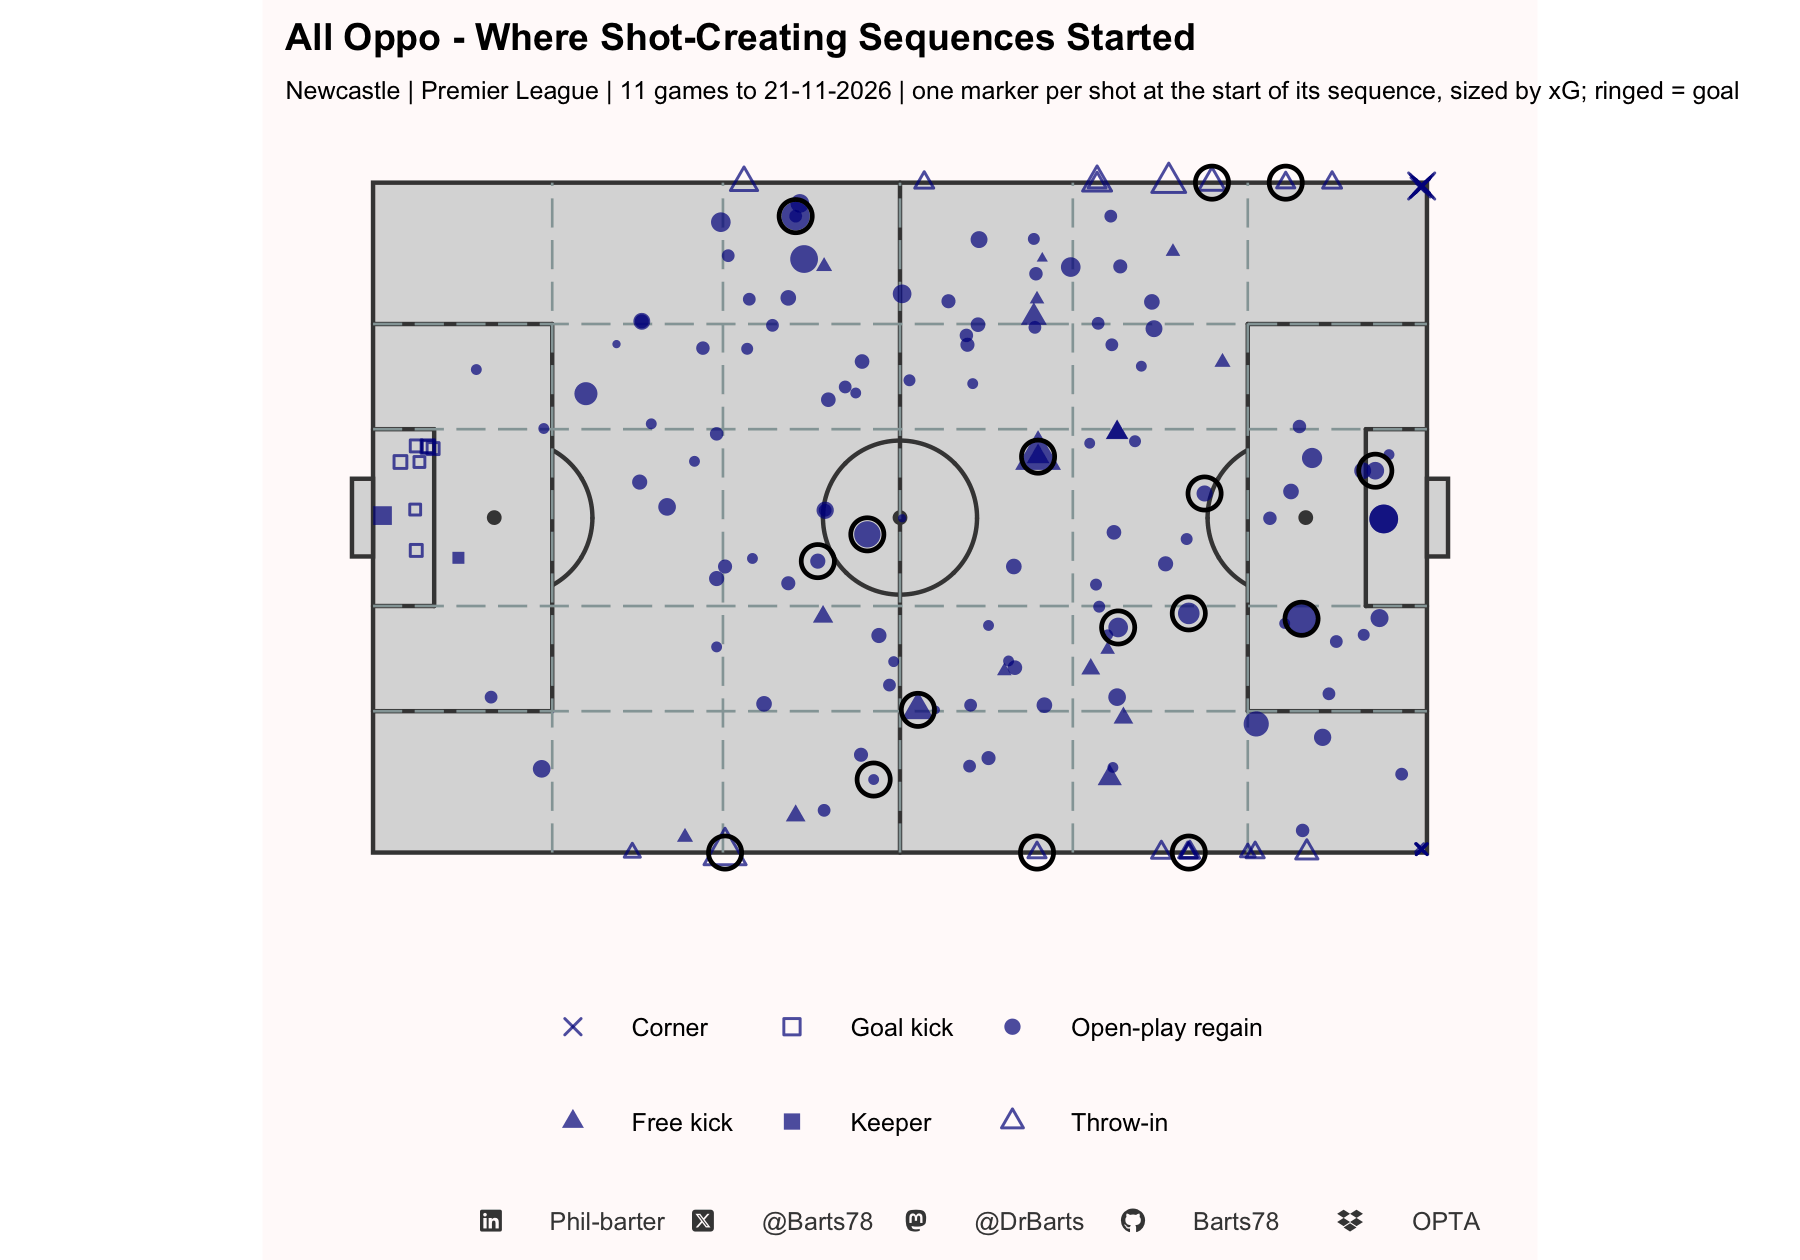 All Oppo - Where Shot-Creating Sequences Started
Newcastle | Premier League | 11 games to 21-11-2026 | one marker per shot at the start of its sequence, sized by xG; ringed = goal
Corner
Goal kick
Open-play regain
Free kick
Keeper
Throw-in
Phil-barter @Barts78 @DrBarts Barts78 OPTA